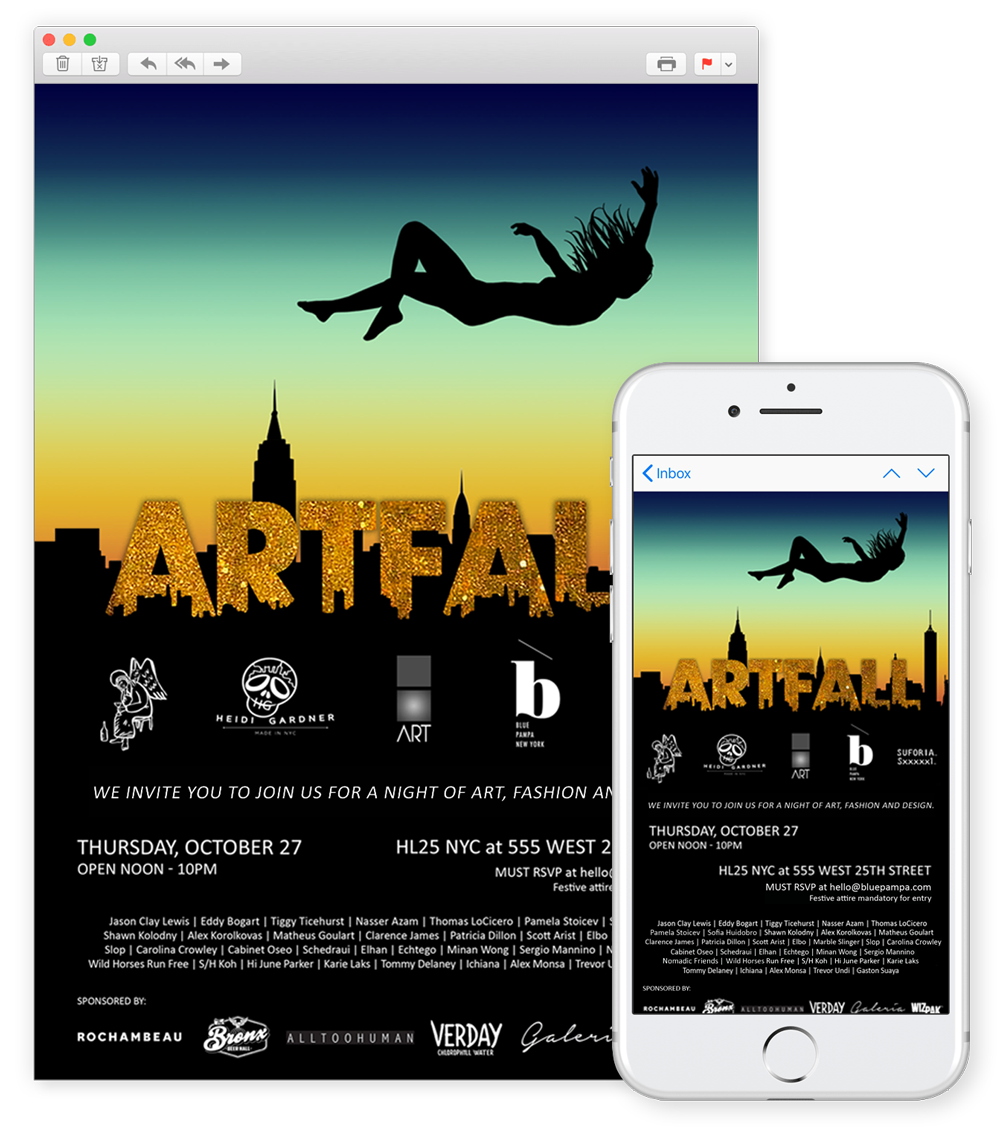 ARTFALL
HEIDI GARDNER
MADE IN NYC
ART
b
BLUE
PAMPA
NEW YORK
WE INVITE YOU TO JOIN US FOR A NIGHT OF ART, FASHION AN
THURSDAY, OCTOBER 27
OPEN NOON - 10PM
HL25 NYC at 555 WEST 2
MUST RSVP at hello
Festive attire
Jason Clay Lewis | Eddy Bogart | Tiggy Ticehurst | Nasser Azam | Thomas LoCicero | Pamela Stoicev | S
Shawn Kolodny | Alex Korolkovas | Matheus Goulart | Clarence James | Patricia Dillon | Scott Arist | Elbo
Slop | Carolina Crowley | Cabinet Oseo | Schedraui | Elhan | Echtego | Minan Wong | Sergio Mannino | N
Wild Horses Run Free | S/H Koh | Hi June Parker | Karie Laks | Tommy Delaney | Ichiana | Alex Monsa | Trevor U
SPONSORED BY:
ROCHAMBEAU
Bronx
BEER HALL
ALLTOOHUMAN
VERDAY
CHLOROPHYLL WATER
Galeri
Inbox
ARTFALL
HEIDI GARDNER
MADE IN NYC
ART
b
BLUE
PAMPA
NEW YORK
SUFORIA.
Sxxxxx1.
WE INVITE YOU TO JOIN US FOR A NIGHT OF ART, FASHION AND DESIGN.
THURSDAY, OCTOBER 27
OPEN NOON - 10PM
HL25 NYC at 555 WEST 25TH STREET
MUST RSVP at hello@bluepampa.com
Festive attire mandatory for entry
Jason Clay Lewis | Eddy Bogart | Tiggy Ticehurst | Nasser Azam | Thomas LoCicero
Pamela Stoicev | Sofia Huidobro | Shawn Kolodny | Alex Korolkovas | Matheus Goulart
Clarence James | Patricia Dillon | Scott Arist | Elbo | Marble Slinger | Slop | Carolina Crowley
Cabinet Oseo | Schedraui | Elhan | Echtego | Minan Wong | Sergio Mannino
Nomadic Friends | Wild Horses Run Free | S/H Koh | Hi June Parker | Karie Laks
Tommy Delaney | Ichiana | Alex Monsa | Trevor Undi | Gaston Suaya
SPONSORED BY:
ROCHAMBEAU
Bronx
ALLTOOHUMAN
VERDAY
Galeria
WIZPAK